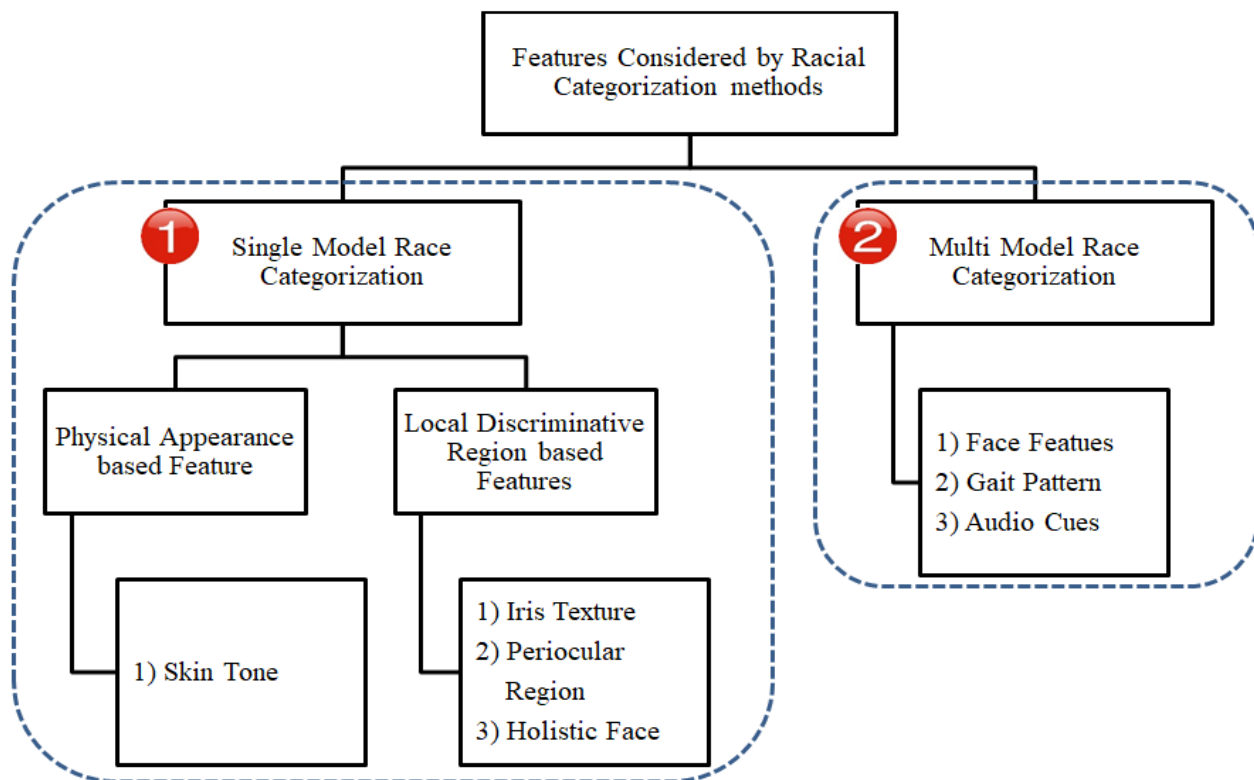 Features Considered by Racial
Categorization methods
1
Single Model Race
Categorization
2
Multi Model Race
Categorization
Physical Appearance
based Feature
Local Discriminative
Region based
Features
1) Face Featues
2) Gait Pattern
3) Audio Cues
1) Skin Tone
1) Iris Texture
2) Periocular
Region
3) Holistic Face